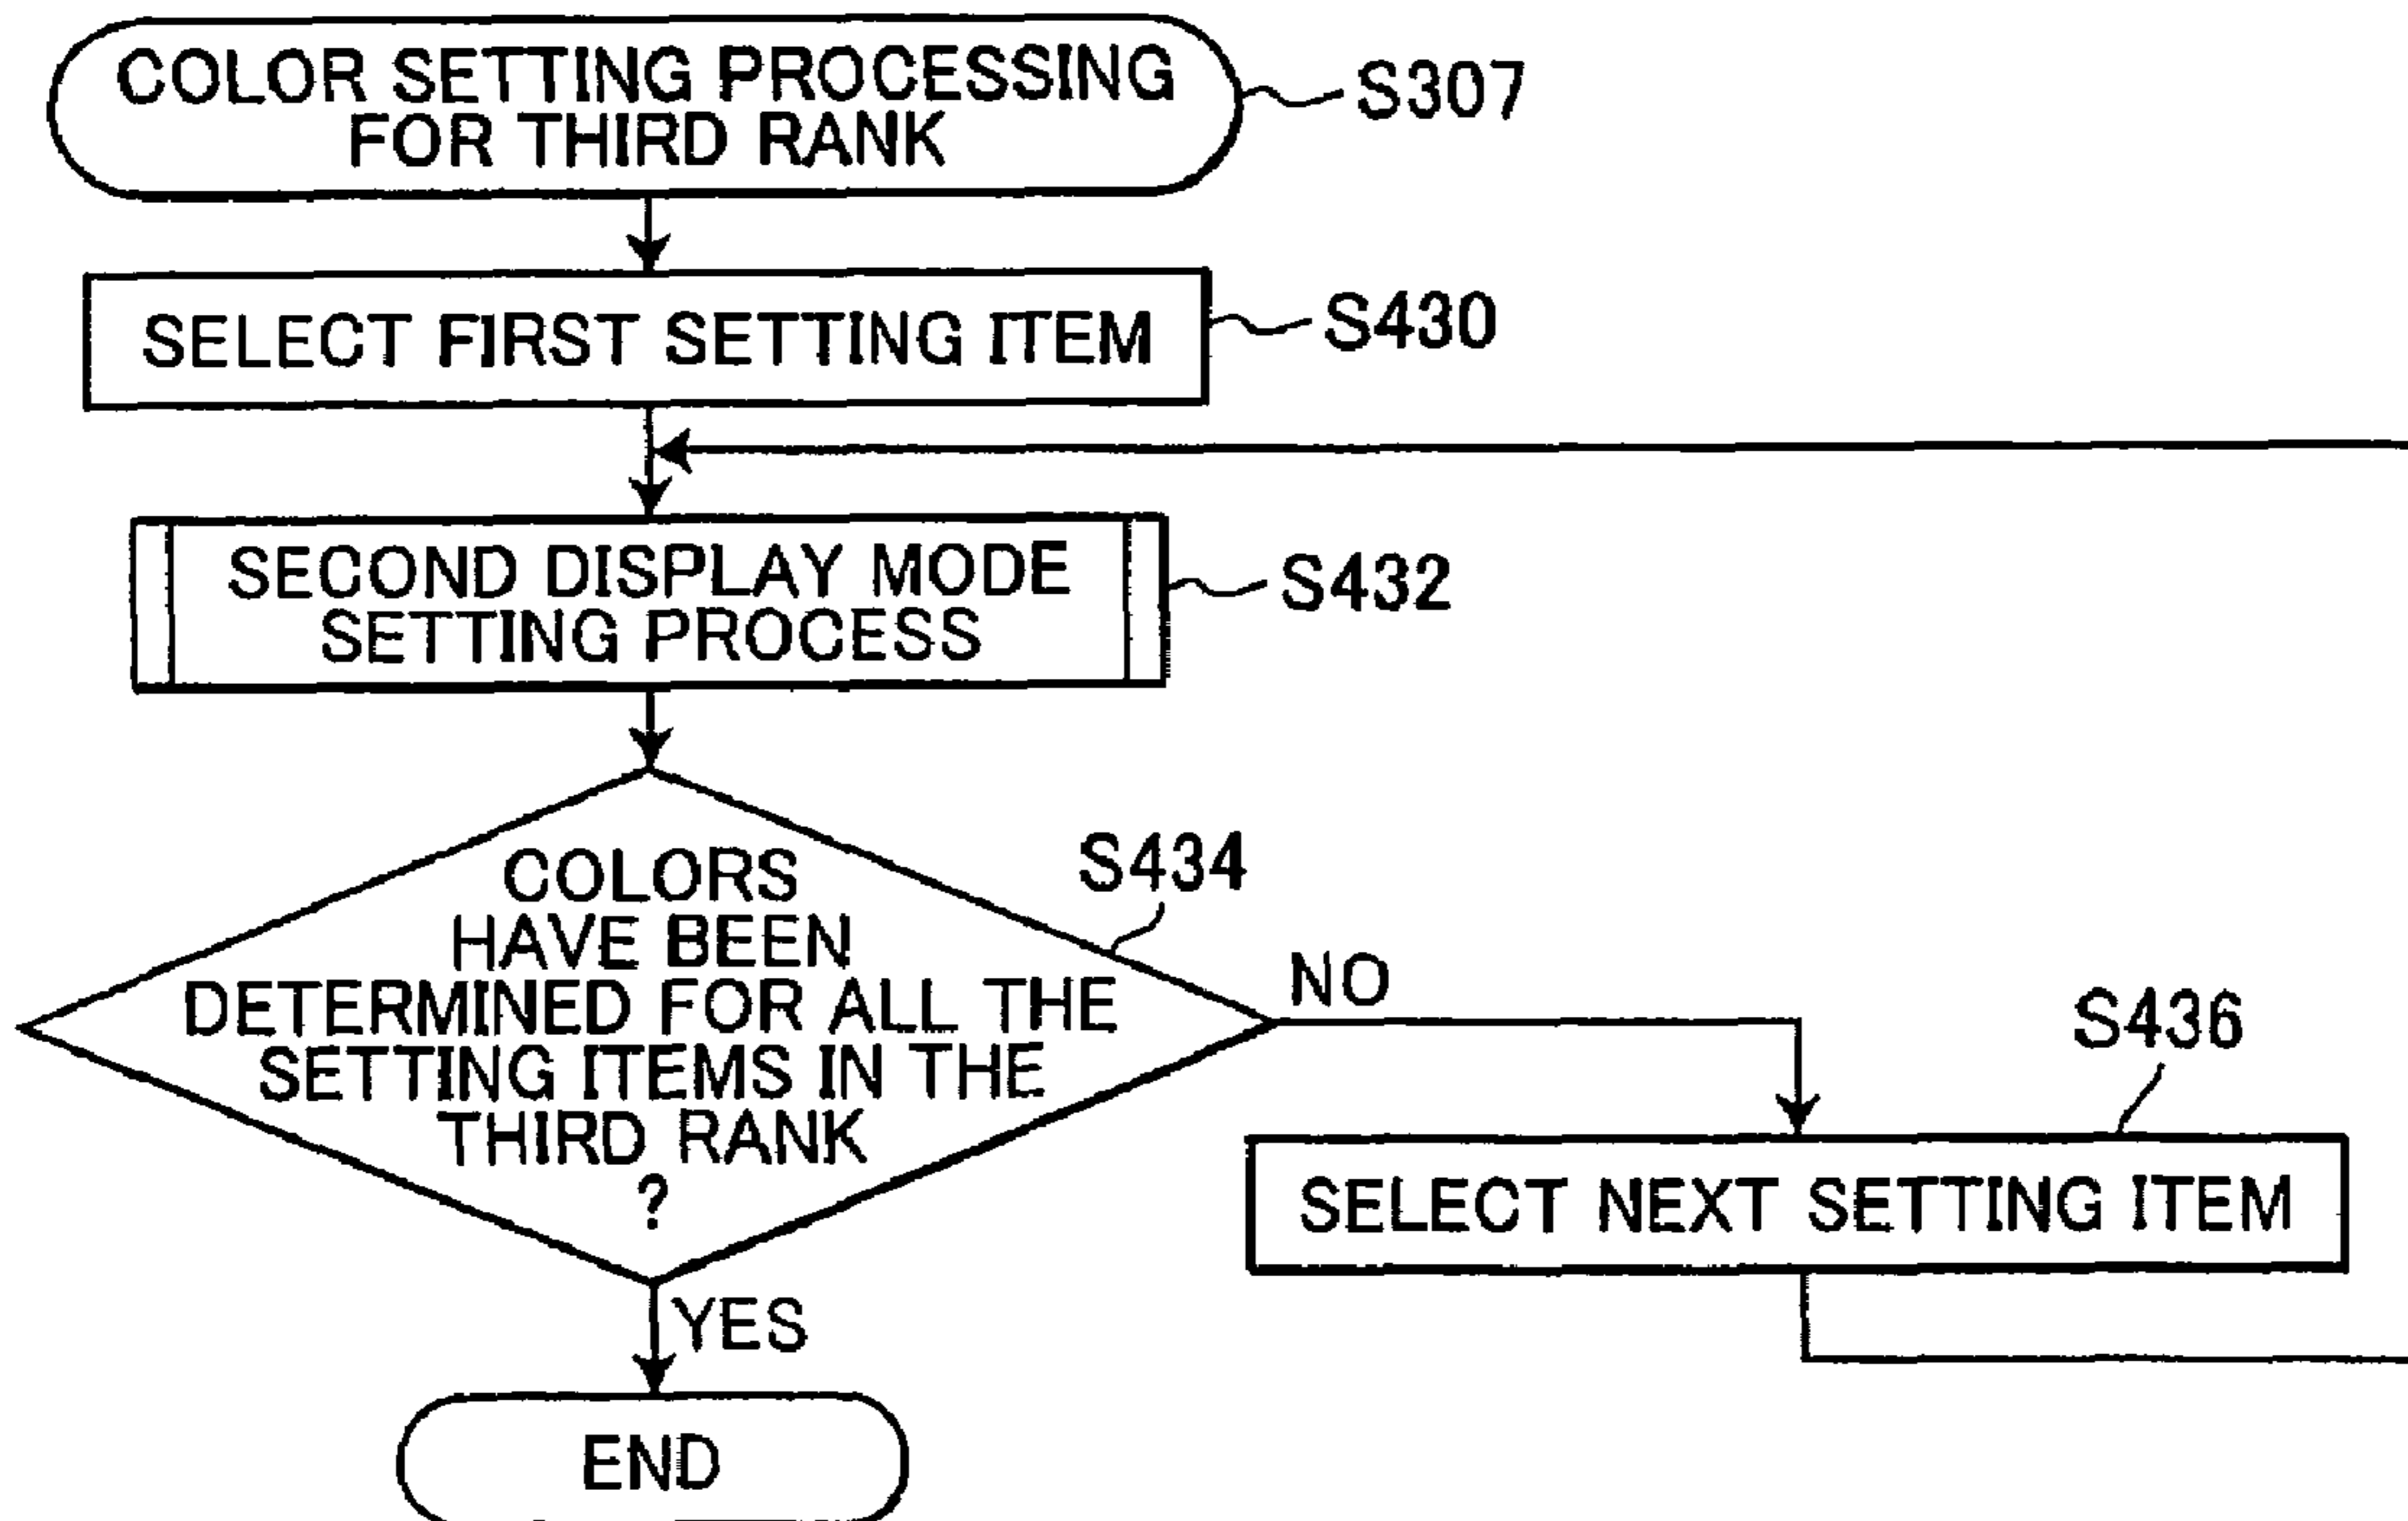 COLOR SETTING PROCESSING
FOR THIRD RANK
S307
SELECT FIRST SETTING ITEM
S430
SECOND DISPLAY MODE
SETTING PROCESS
S432
COLORS
HAVE BEEN
DETERMINED FOR ALL THE
SETTING ITEMS IN THE
THIRD RANK
?
S434
NO
S436
SELECT NEXT SETTING ITEM
YES
END